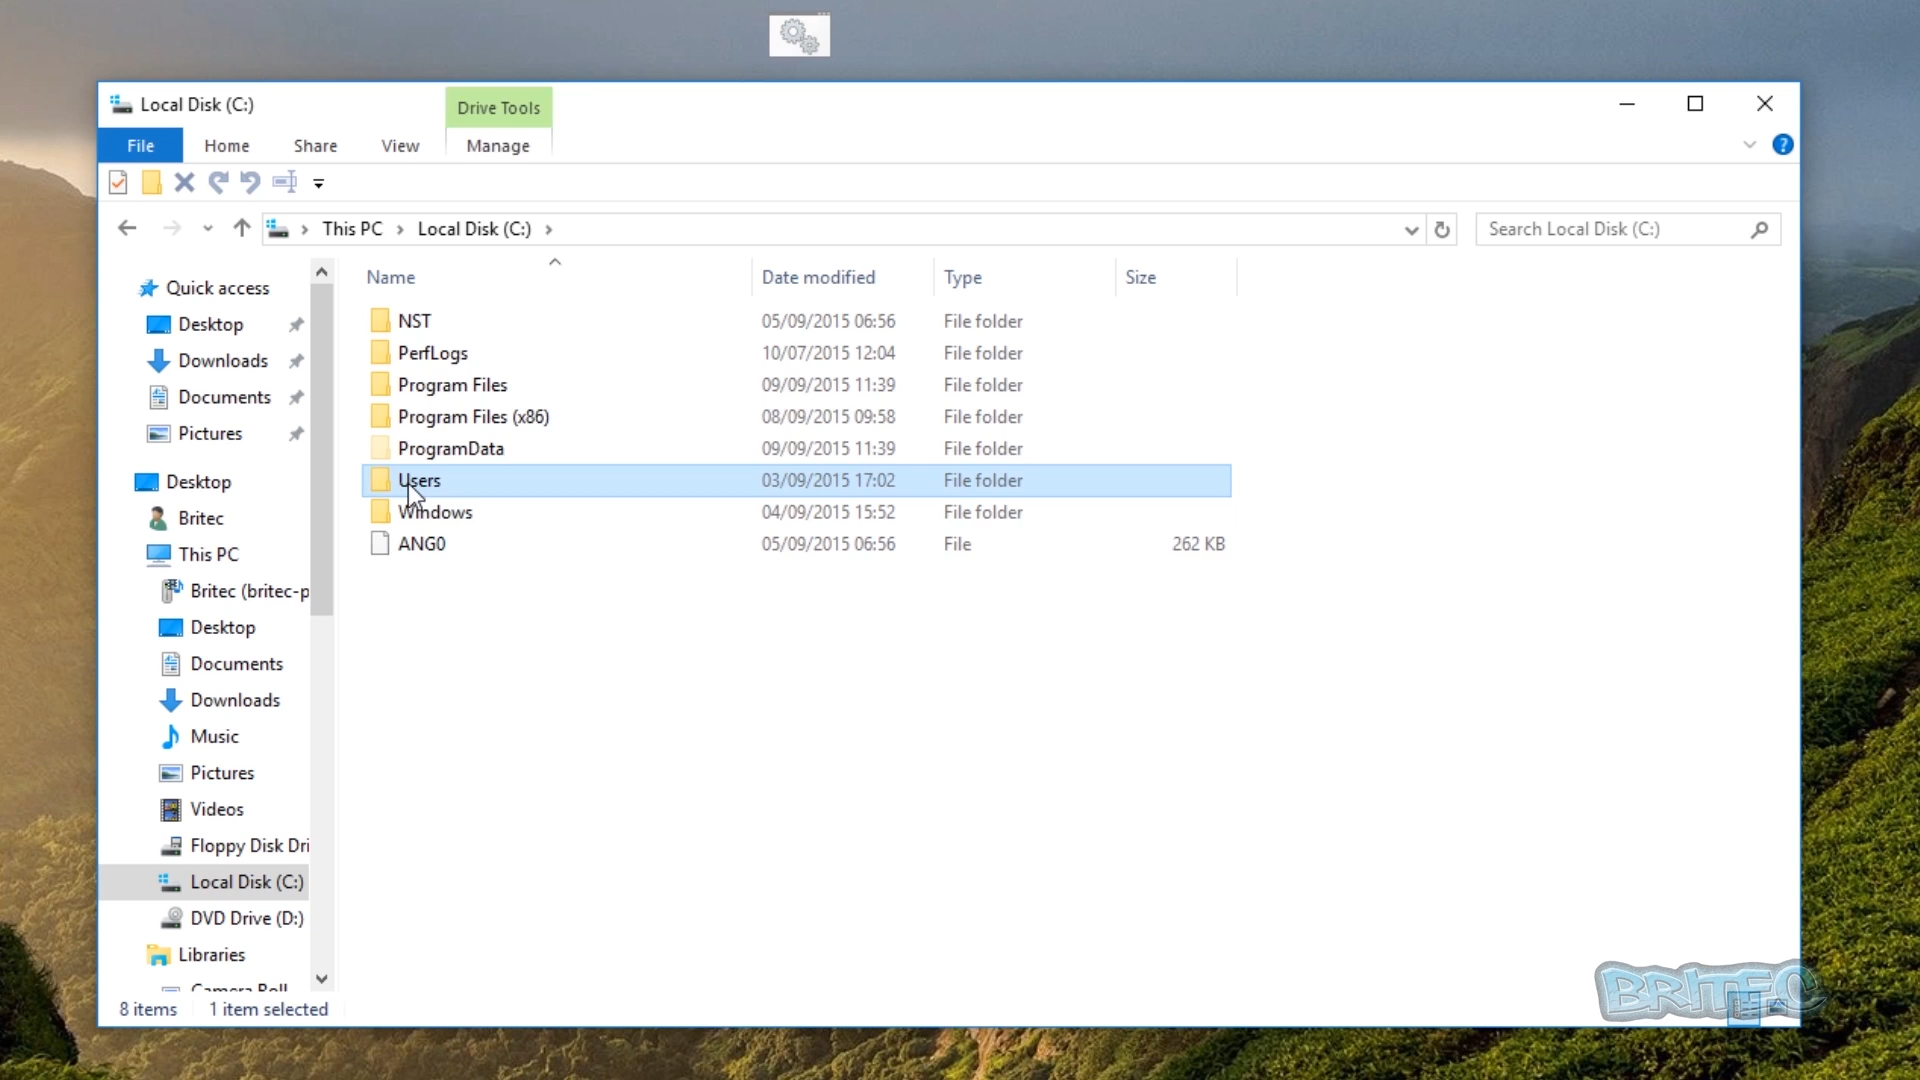 Local Disk (C:)
Drive Tools
File
Home
Share
View
Manage
This PC
Local Disk (C:)
Search Local Disk (C:)
Name
Date modified
Type
Size
Quick access
Desktop
Downloads
Documents
Pictures
Desktop
Britec
This PC
Britec (britec-p
Desktop
Documents
Downloads
Music
Pictures
Videos
Floppy Disk Dri
Local Disk (C:)
DVD Drive (D:)
Libraries
Camera Roll
NST 05/09/2015 06:56 File folder
PerfLogs 10/07/2015 12:04 File folder
Program Files 09/09/2015 11:39 File folder
Program Files (x86) 08/09/2015 09:58 File folder
ProgramData 09/09/2015 11:39 File folder
Users 03/09/2015 17:02 File folder
Windows 04/09/2015 15:52 File folder
ANG0 05/09/2015 06:56 File 262 KB
8 items 1 item selected
BRITEC